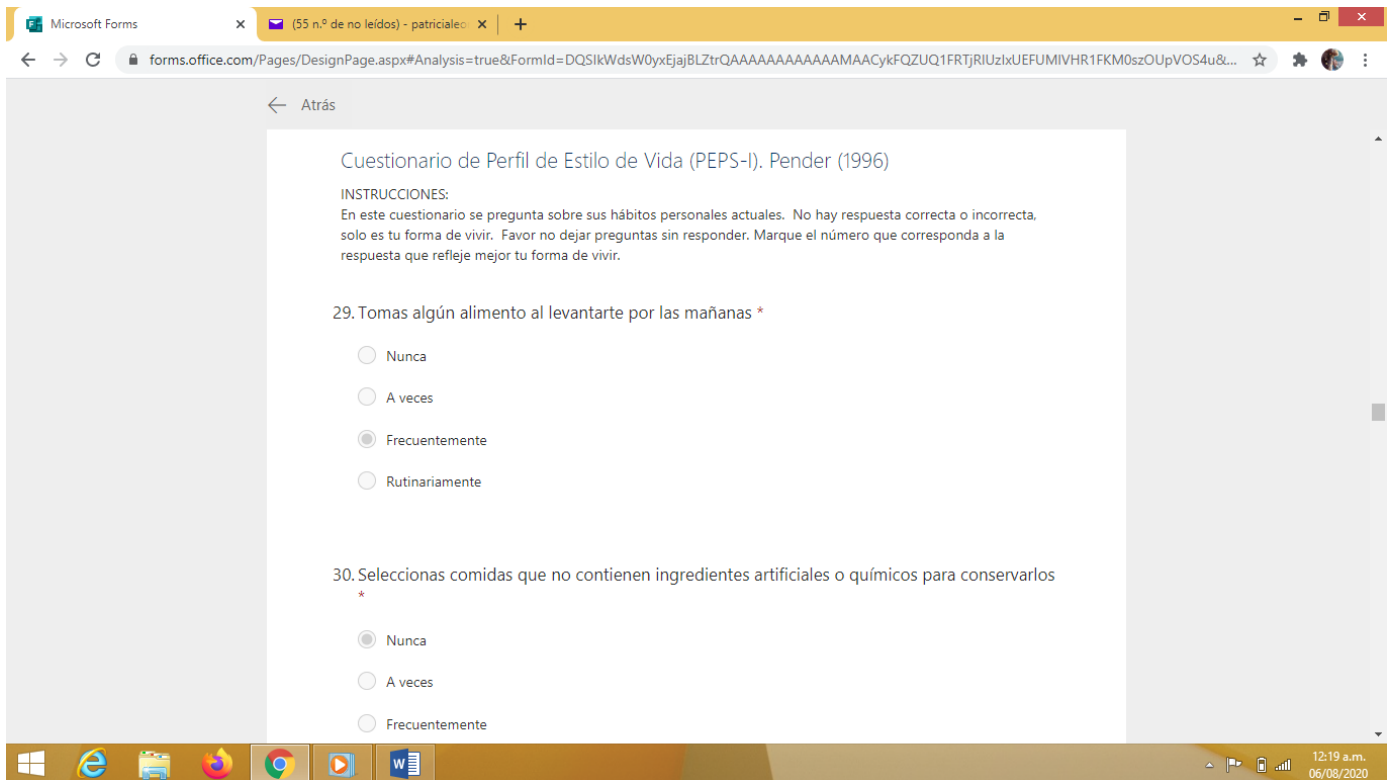 Microsoft Forms
(55 n.º de no leídos) - patricialeo
forms.office.com/Pages/DesignPage.aspx#Analysis=true&FormId=DQSIkWdsW0yxEjajBLZtrQAAAAAAAAAAAAMAACykFQZUQ1FRTjRIUzIxUEFUMIVHR1FKM0szOUpVOS4u&...
Atrás
Cuestionario de Perfil de Estilo de Vida (PEPS-I). Pender (1996)
INSTRUCCIONES:
En este cuestionario se pregunta sobre sus hábitos personales actuales. No hay respuesta correcta o incorrecta,
solo es tu forma de vivir. Favor no dejar preguntas sin responder. Marque el número que corresponda a la
respuesta que refleje mejor tu forma de vivir.
29. Tomas algún alimento al levantarte por las mañanas *
Nunca
A veces
Frecuentemente
Rutinariamente
30. Seleccionas comidas que no contienen ingredientes artificiales o químicos para conservarlos
*
Nunca
A veces
Frecuentemente
12:19 a.m.
06/08/2020